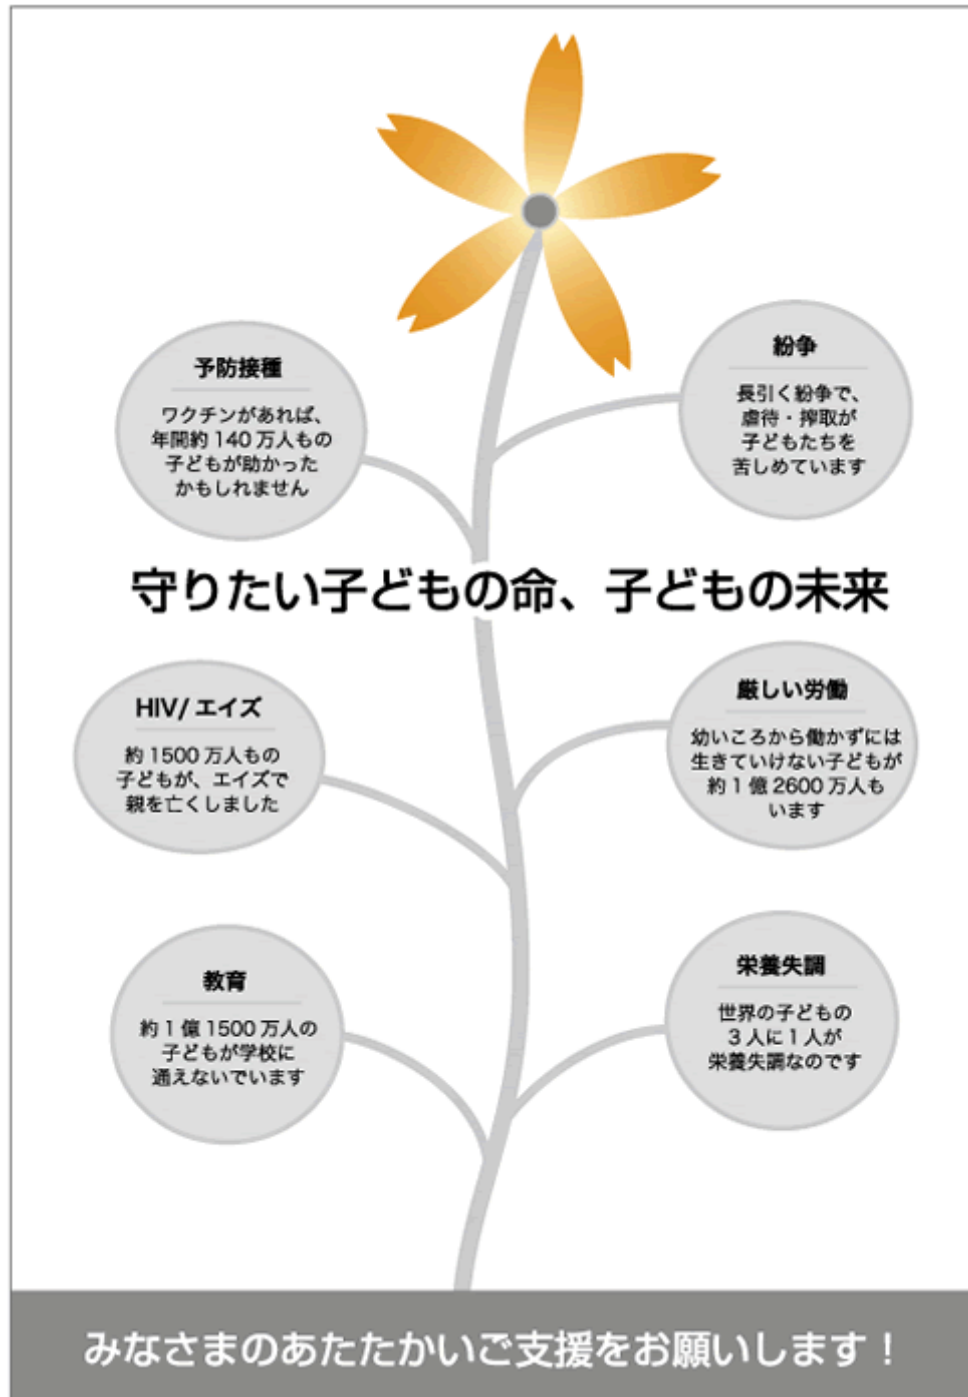 予防接種
ワクチンがあれば、
年間約140万人もの
子どもが助かった
かもしれません
紛争
長引く紛争で、
虐待・搾取が
子どもたちを
苦しめています
守りたい子どもの命、子どもの未来
HIV/エイズ
約1500万人もの
子どもが、エイズで
親を亡くしました
厳しい労働
幼いころから働かずには
生きていけない子どもが
約1億2600万人も
います
教育
約1億1500万人の
子どもが学校に
通えないでいます
栄養失調
世界の子どもの
3人に1人が
栄養失調なのです
みなさまのあたたかいご支援をお願いします！